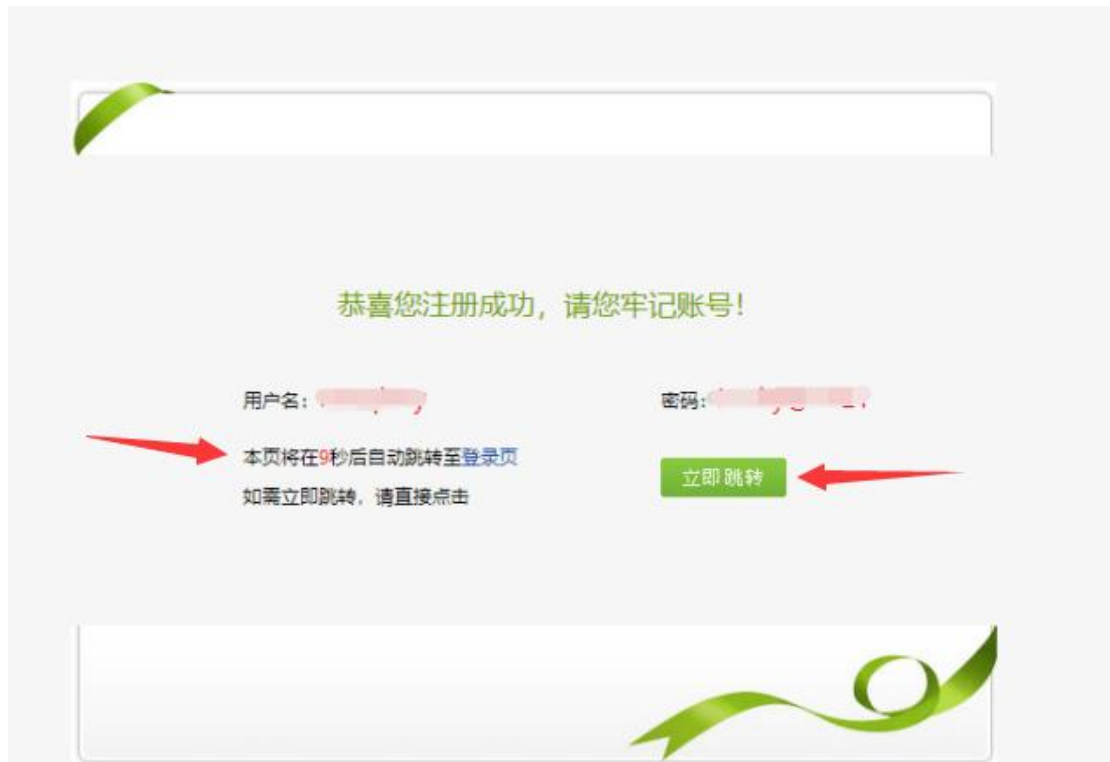 恭喜您注册成功，请您牢记账号！
用户名：
密码：
本页将在9秒后自动跳转至登录页
立即跳转
如需立即跳转，请直接点击